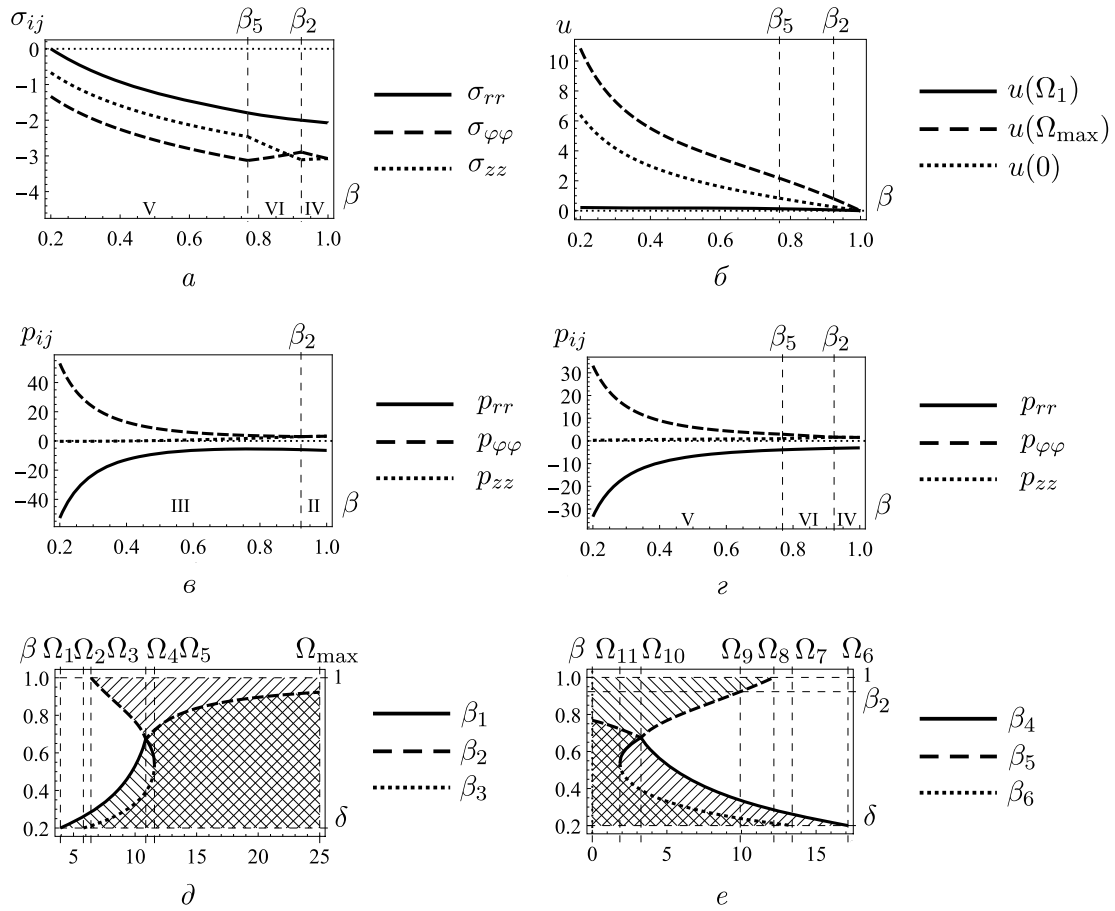 σ_ij β₅ β₂
0
−1
−2
−3
−4
V VI IV β
0.2 0.4 0.6 0.8 1.0
σ_rr
σ_φφ
σ_zz
а
u β₅ β₂
10
8
6
4
2
0
β
0.2 0.4 0.6 0.8 1.0
u(Ω₁)
u(Ω_max)
u(0)
б
p_ij β₂
40
20
0
−20
−40
III II β
0.2 0.4 0.6 0.8 1.0
p_rr
p_φφ
p_zz
в
p_ij β₅ β₂
30
20
10
0
−10
−20
−30
V VI IV β
0.2 0.4 0.6 0.8 1.0
p_rr
p_φφ
p_zz
г
β Ω₁ Ω₂ Ω₃ Ω₄ Ω₅ Ω_max
1.0 1
0.8
0.6
0.4
0.2 δ
5 10 15 20 25
β₁
β₂
β₃
д
β Ω₁₁ Ω₁₀ Ω₉ Ω₈ Ω₇ Ω₆
1.0 1
β₂
0.8
0.6
0.4
0.2 δ
0 5 10 15
β₄
β₅
β₆
е